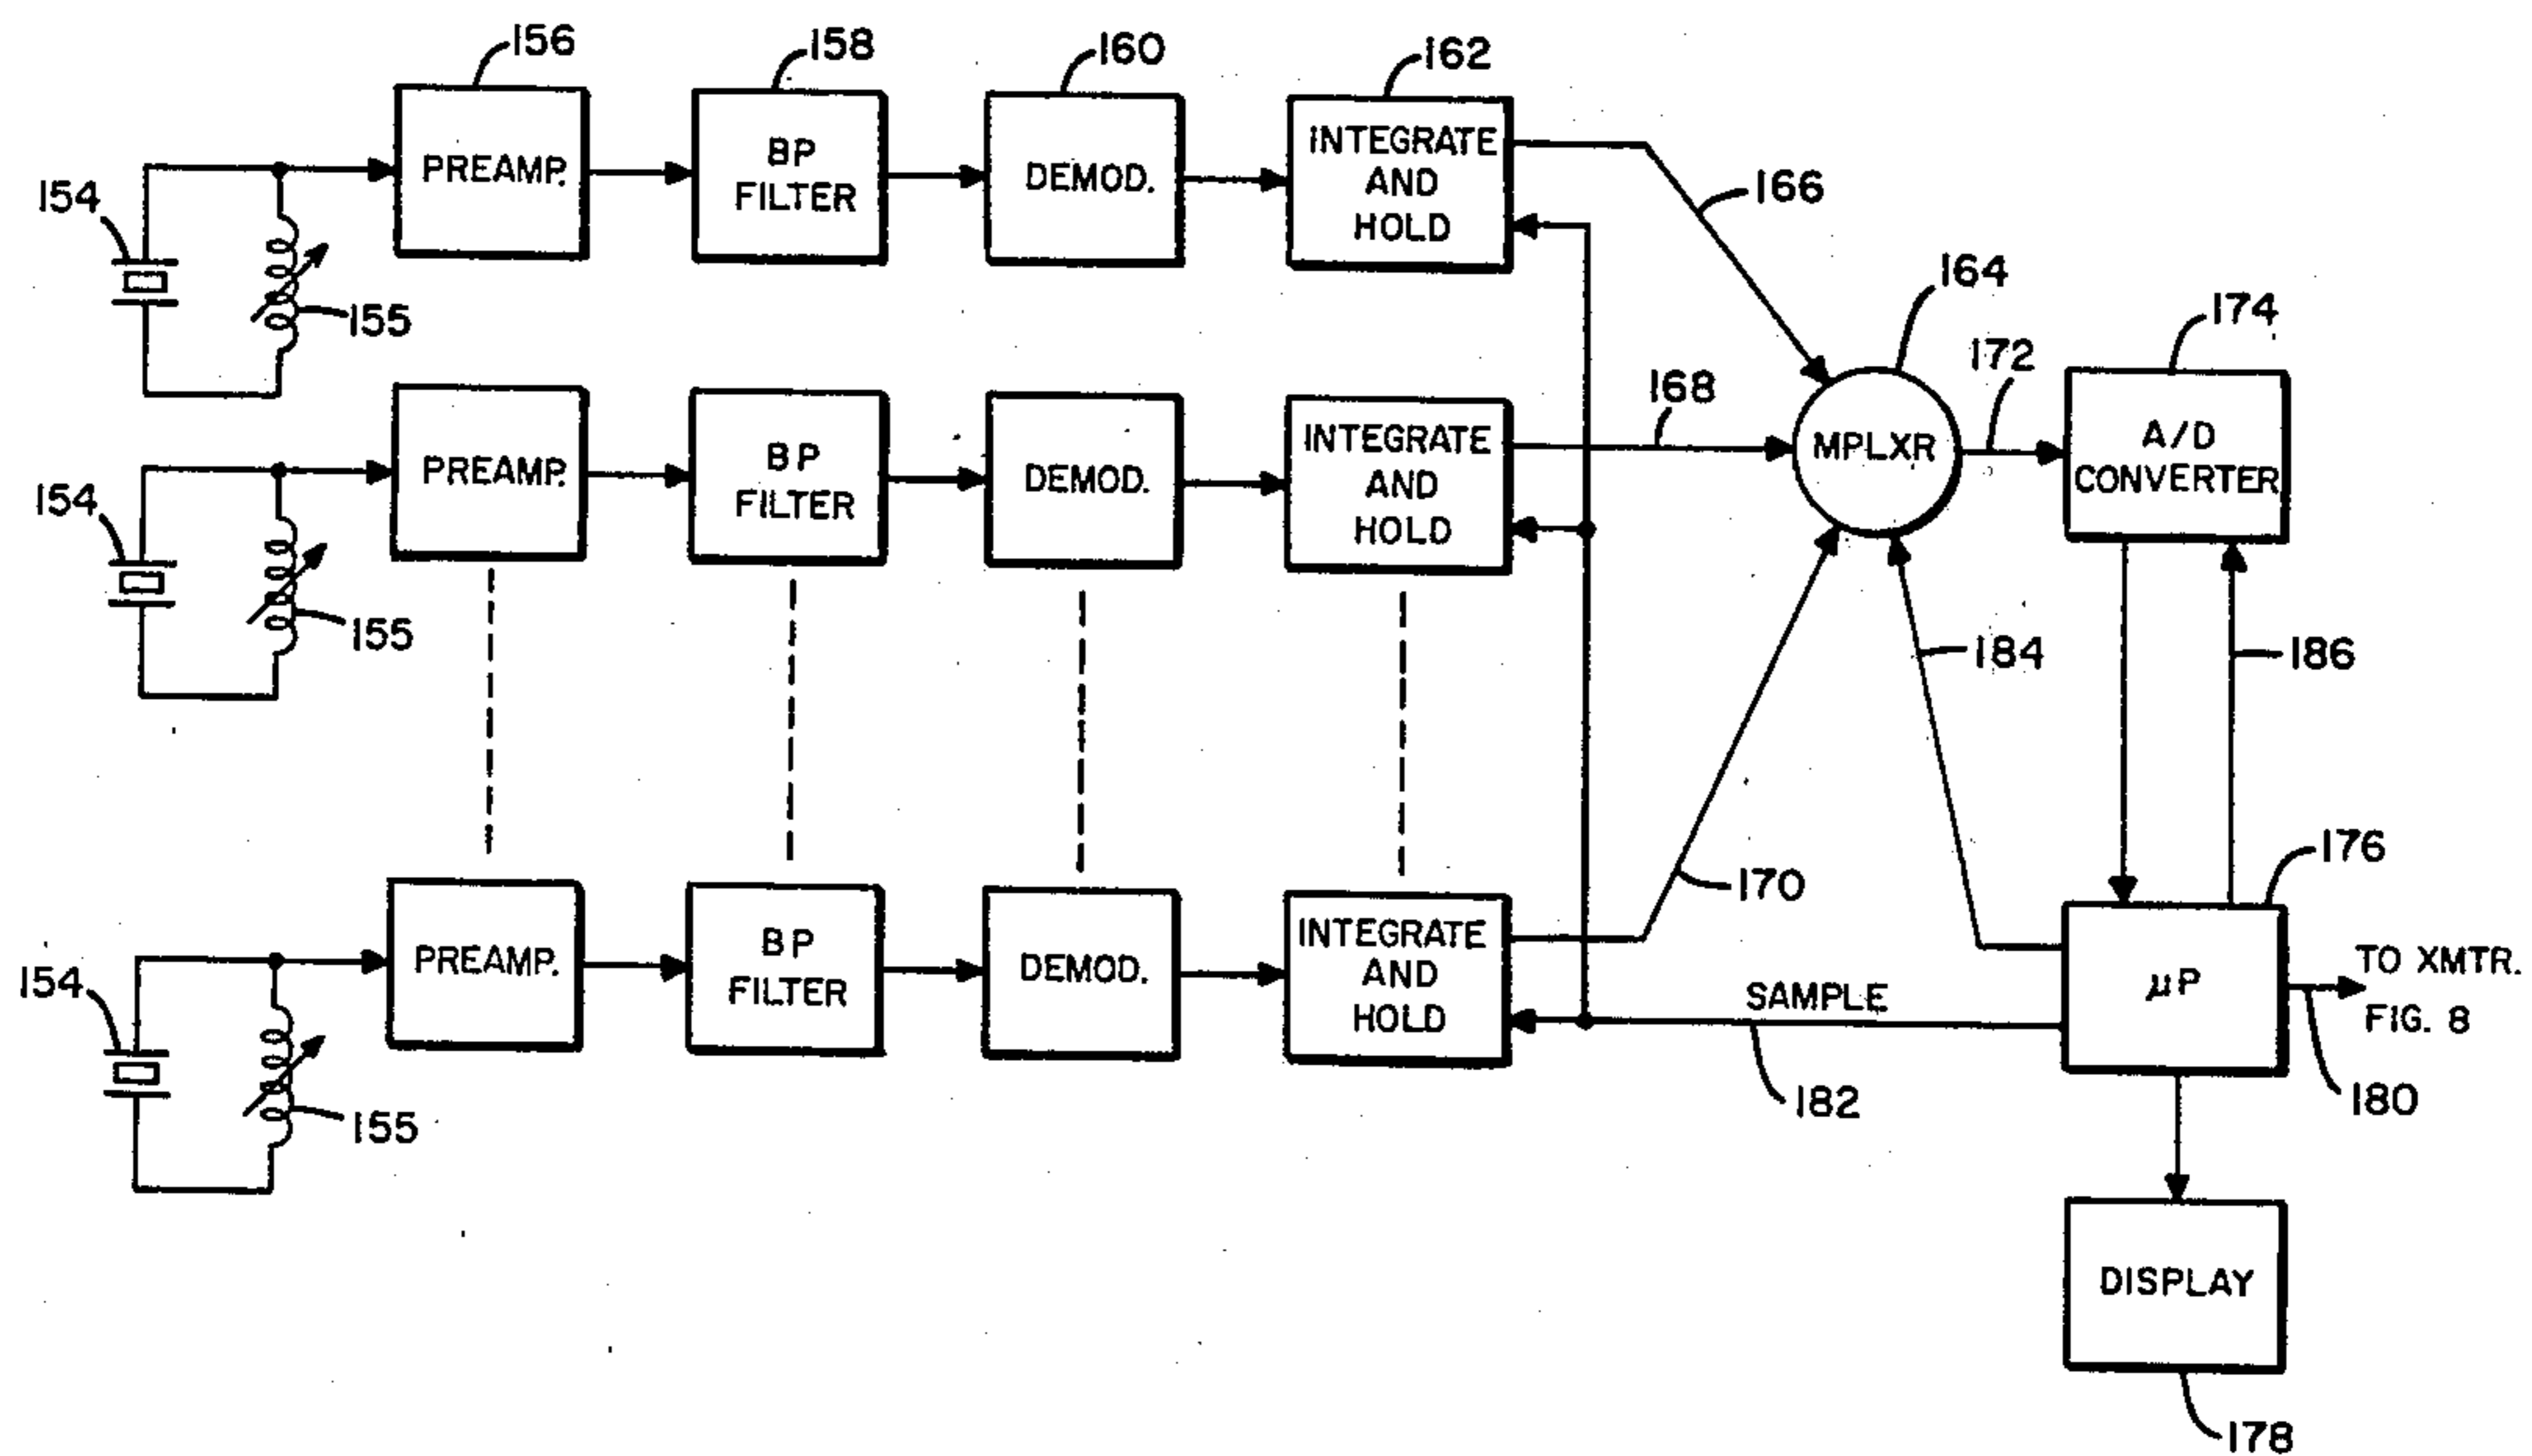 156
158
160
162
PREAMP.
BP
FILTER
DEMOD.
INTEGRATE
AND
HOLD
154
155
166
164
174
172
168
PREAMP.
BP
FILTER
DEMOD.
INTEGRATE
AND
HOLD
MPLXR
A/D
CONVERTER
154
155
184
186
170
176
PREAMP.
BP
FILTER
DEMOD.
INTEGRATE
AND
HOLD
154
155
SAMPLE
182
μP
TO XMTR.
FIG. 8
180
DISPLAY
178